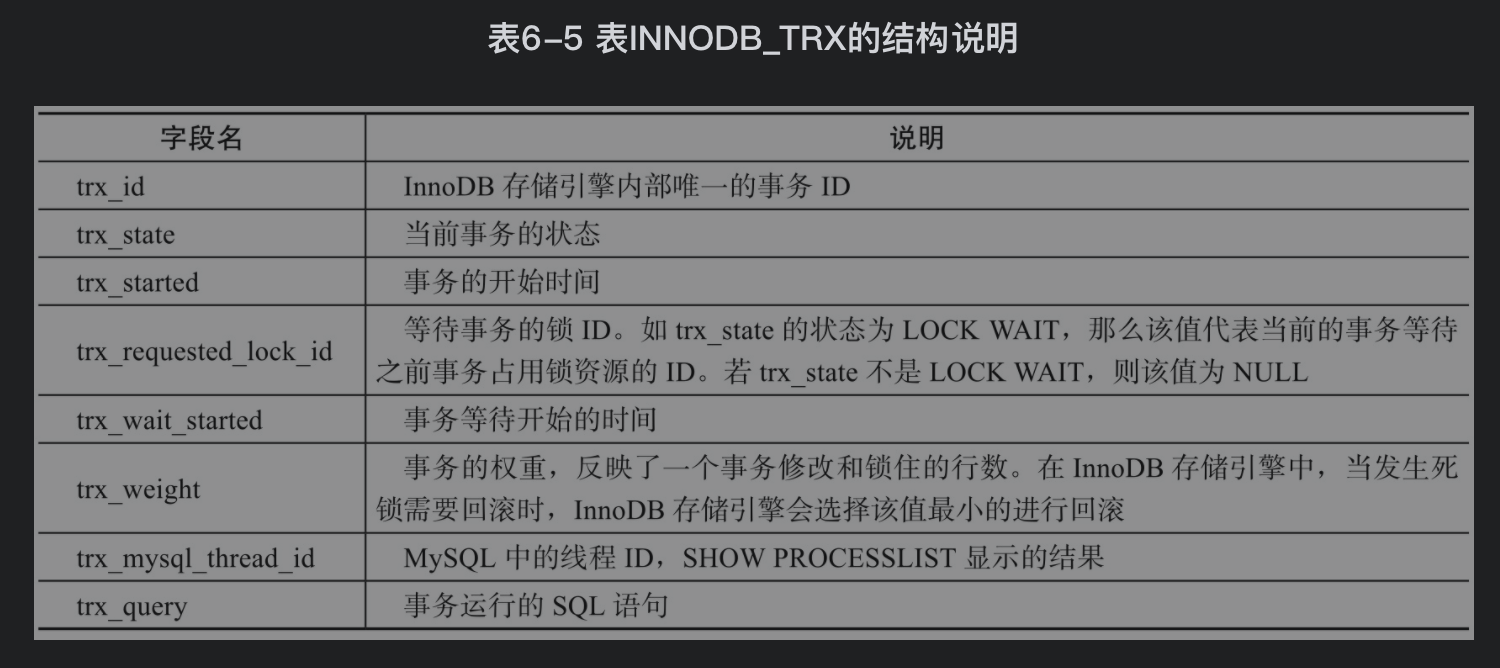 表6-5 表INNODB_TRX的结构说明
字段名 说明
trx_id InnoDB 存储引擎内部唯一的事务 ID
trx_state 当前事务的状态
trx_started 事务的开始时间
trx_requested_lock_id 等待事务的锁 ID。如 trx_state 的状态为 LOCK WAIT，那么该值代表当前的事务等待
之前事务占用锁资源的 ID。若 trx_state 不是 LOCK WAIT，则该值为 NULL
trx_wait_started 事务等待开始的时间
trx_weight 事务的权重，反映了一个事务修改和锁住的行数。在 InnoDB 存储引擎中，当发生死
锁需要回滚时，InnoDB 存储引擎会选择该值最小的进行回滚
trx_mysql_thread_id MySQL 中的线程 ID，SHOW PROCESSLIST 显示的结果
trx_query 事务运行的 SQL 语句